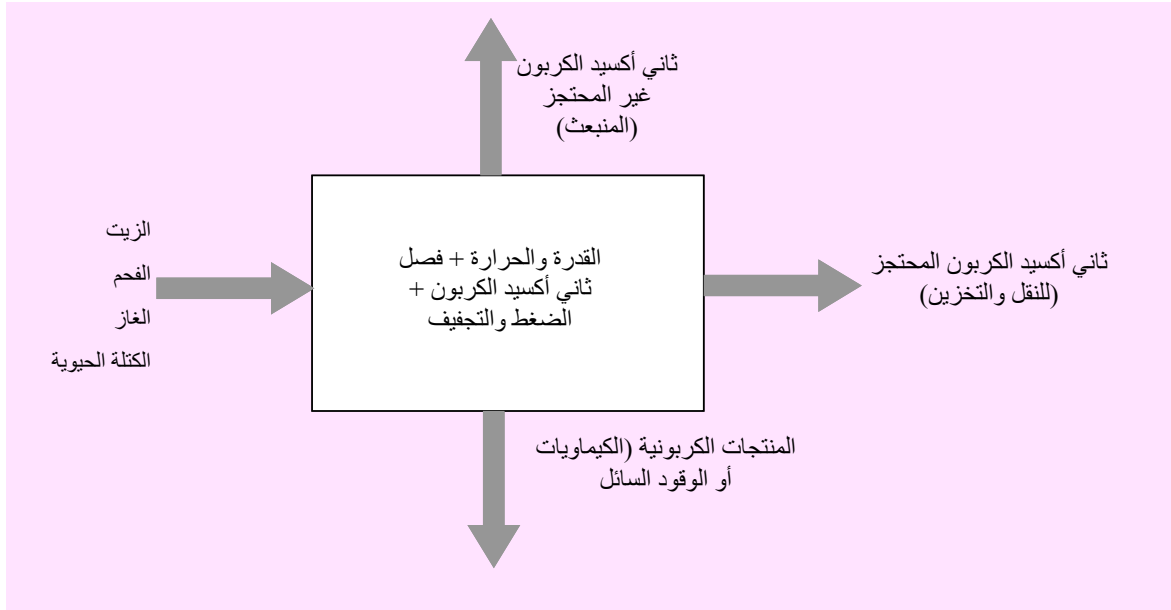 ثاني أكسيد الكربون
غير المحتجز
(المنبعث)
الزيت
الفحم
الغاز
الكتلة الحيوية
القدرة والحرارة + فصل
ثاني أكسيد الكربون +
الضغط والتجفيف
ثاني أكسيد الكربون المحتجز
(للنقل والتخزين)
المنتجات الكربونية (الكيماويات
أو الوقود السائل